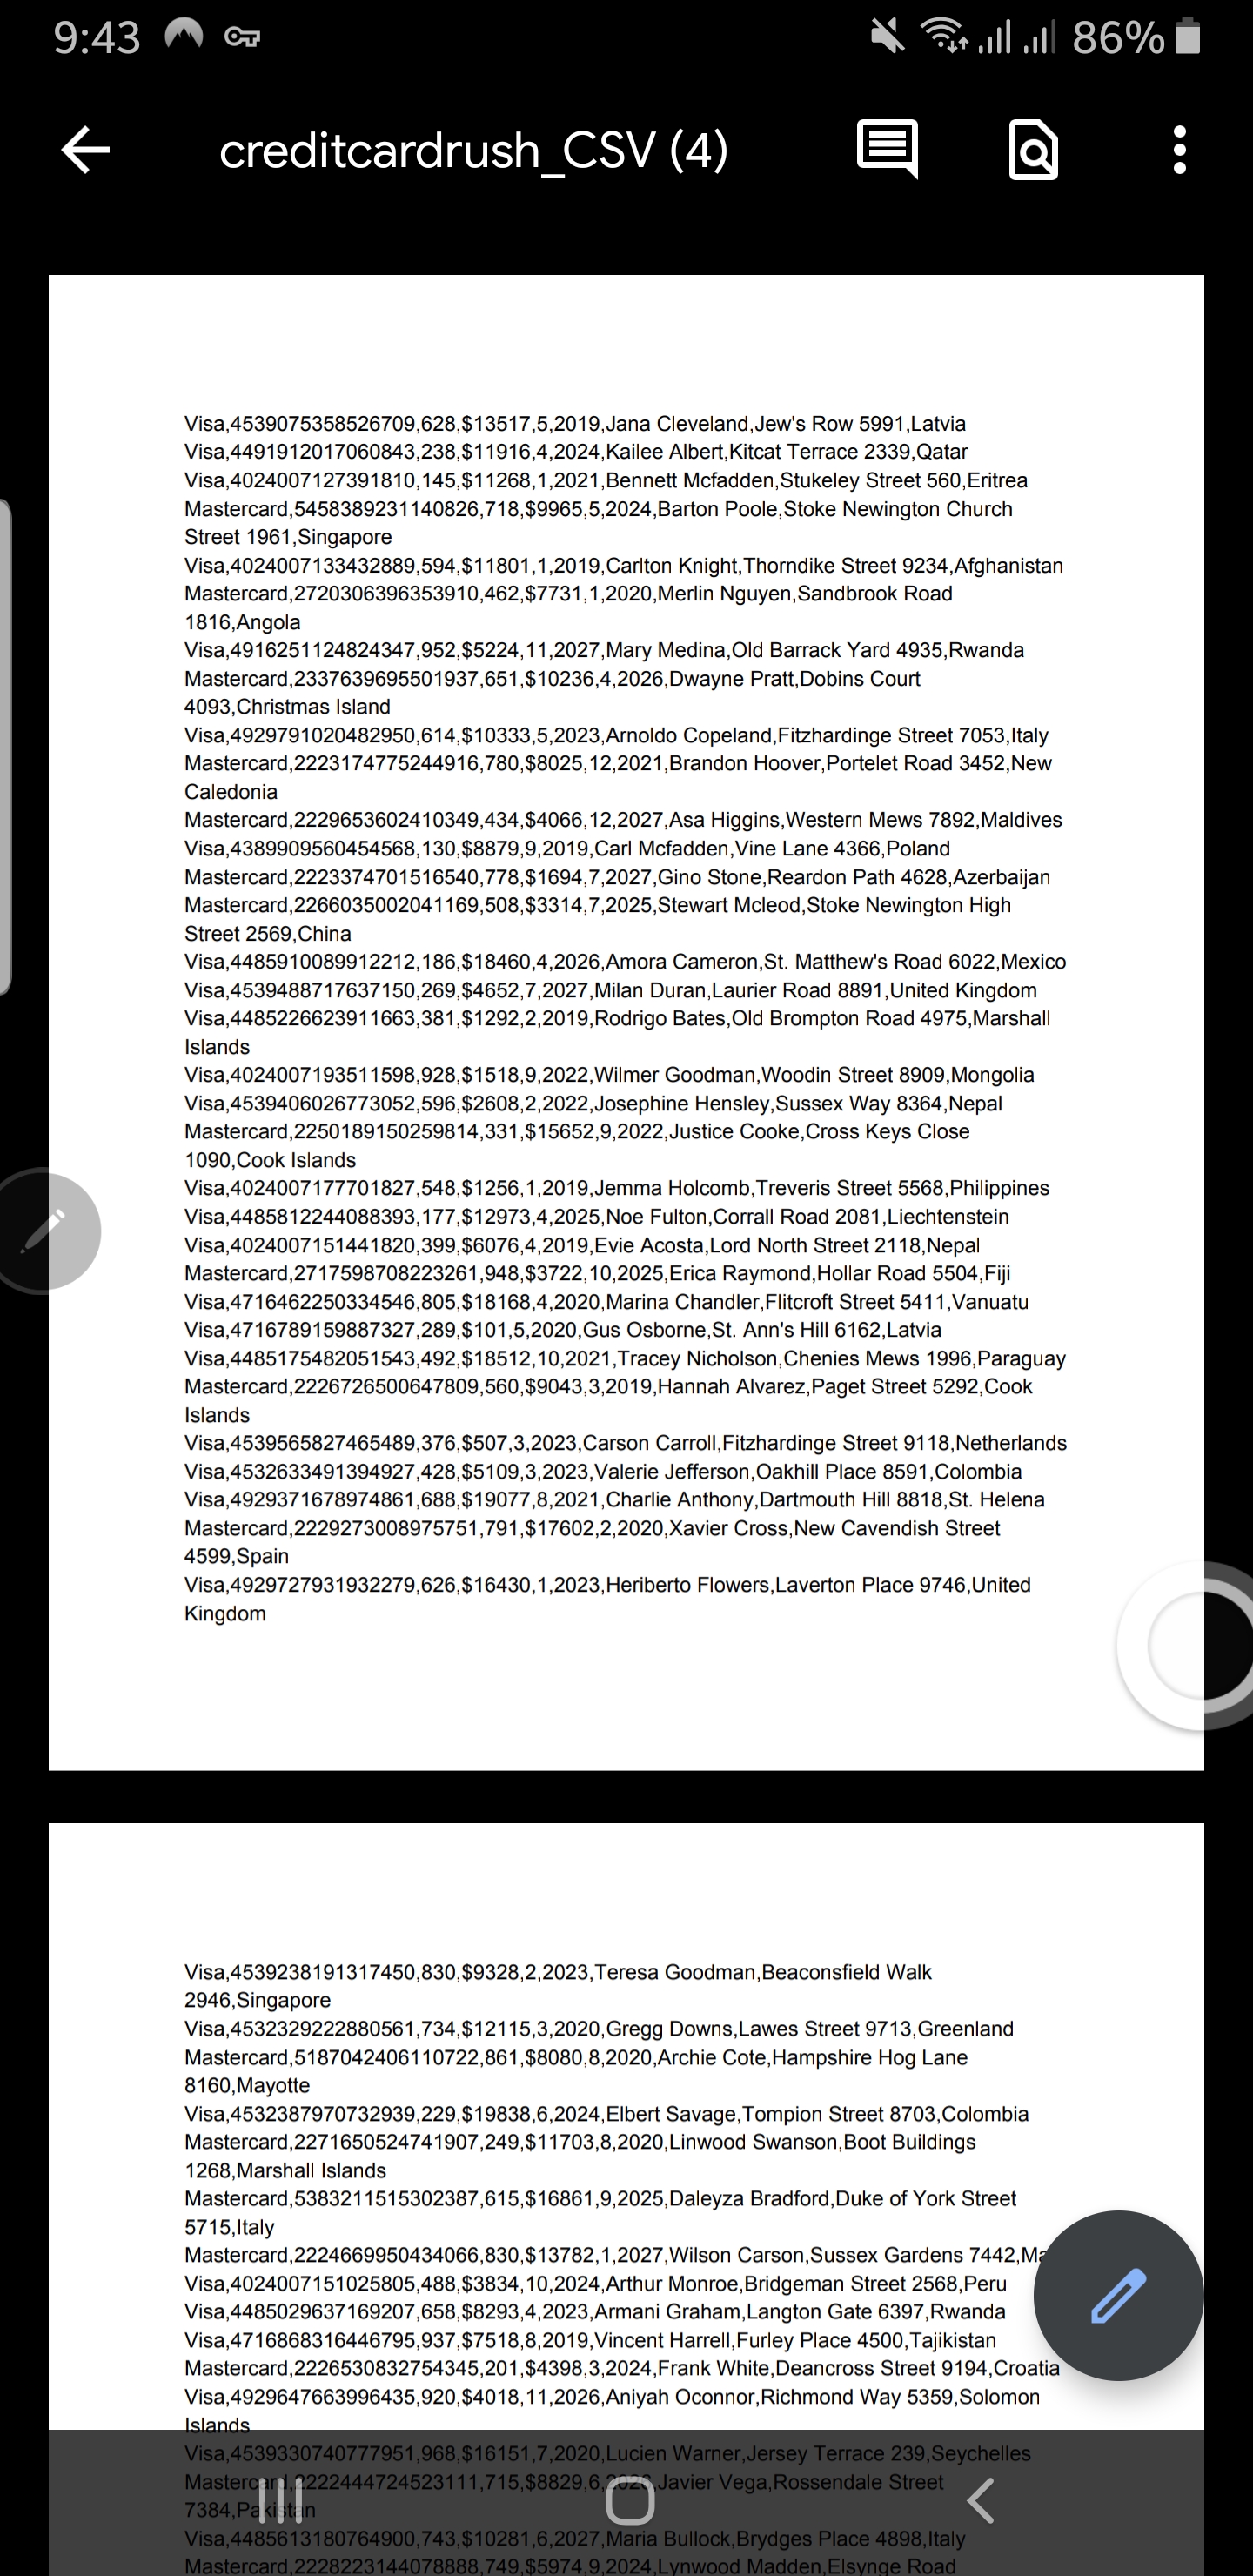 9:43
86%
creditcardrush_CSV (4)
Visa,4539075358526709,628,$13517,5,2019,Jana Cleveland,Jew's Row 5991,Latvia
Visa,4491912017060843,238,$11916,4,2024,Kailee Albert,Kitcat Terrace 2339,Qatar
Visa,4024007127391810,145,$11268,1,2021,Bennett Mcfadden,Stukeley Street 560,Eritrea
Mastercard,5458389231140826,718,$9965,5,2024,Barton Poole,Stoke Newington Church
Street 1961,Singapore
Visa,4024007133432889,594,$11801,1,2019,Carlton Knight,Thorndike Street 9234,Afghanistan
Mastercard,2720306396353910,462,$7731,1,2020,Merlin Nguyen,Sandbrook Road
1816,Angola
Visa,4916251124824347,952,$5224,11,2027,Mary Medina,Old Barrack Yard 4935,Rwanda
Mastercard,2337639695501937,651,$10236,4,2026,Dwayne Pratt,Dobins Court
4093,Christmas Island
Visa,4929791020482950,614,$10333,5,2023,Arnoldo Copeland,Fitzhardinge Street 7053,Italy
Mastercard,2223174775244916,780,$8025,12,2021,Brandon Hoover,Portelet Road 3452,New
Caledonia
Mastercard,2229653602410349,434,$4066,12,2027,Asa Higgins,Western Mews 7892,Maldives
Visa,4389909560454568,130,$8879,9,2019,Carl Mcfadden,Vine Lane 4366,Poland
Mastercard,2223374701516540,778,$1694,7,2027,Gino Stone,Reardon Path 4628,Azerbaijan
Mastercard,2266035002041169,508,$3314,7,2025,Stewart Mcleod,Stoke Newington High
Street 2569,China
Visa,4485910089912212,186,$18460,4,2026,Amora Cameron,St. Matthew's Road 6022,Mexico
Visa,4539488717637150,269,$4652,7,2027,Milan Duran,Laurier Road 8891,United Kingdom
Visa,4485226623911663,381,$1292,2,2019,Rodrigo Bates,Old Brompton Road 4975,Marshall
Islands
Visa,4024007193511598,928,$1518,9,2022,Wilmer Goodman,Woodin Street 8909,Mongolia
Visa,4539406026773052,596,$2608,2,2022,Josephine Hensley,Sussex Way 8364,Nepal
Mastercard,2250189150259814,331,$15652,9,2022,Justice Cooke,Cross Keys Close
1090,Cook Islands
Visa,4024007177701827,548,$1256,1,2019,Jemma Holcomb,Treveris Street 5568,Philippines
Visa,4485812244088393,177,$12973,4,2025,Noe Fulton,Corrall Road 2081,Liechtenstein
Visa,4024007151441820,399,$6076,4,2019,Evie Acosta,Lord North Street 2118,Nepal
Mastercard,2717598708223261,948,$3722,10,2025,Erica Raymond,Hollar Road 5504,Fiji
Visa,4716462250334546,805,$18168,4,2020,Marina Chandler,Flitcroft Street 5411,Vanuatu
Visa,4716789159887327,289,$101,5,2020,Gus Osborne,St. Ann's Hill 6162,Latvia
Visa,4485175482051543,492,$18512,10,2021,Tracey Nicholson,Chenies Mews 1996,Paraguay
Mastercard,2226726500647809,560,$9043,3,2019,Hannah Alvarez,Paget Street 5292,Cook
Islands
Visa,4539565827465489,376,$507,3,2023,Carson Carroll,Fitzhardinge Street 9118,Netherlands
Visa,4532633491394927,428,$5109,3,2023,Valerie Jefferson,Oakhill Place 8591,Colombia
Visa,4929371678974861,688,$19077,8,2021,Charlie Anthony,Dartmouth Hill 8818,St. Helena
Mastercard,2229273008975751,791,$17602,2,2020,Xavier Cross,New Cavendish Street
4599,Spain
Visa,4929727931932279,626,$16430,1,2023,Heriberto Flowers,Laverton Place 9746,United
Kingdom
Visa,4539238191317450,830,$9328,2,2023,Teresa Goodman,Beaconsfield Walk
2946,Singapore
Visa,4532329222880561,734,$12115,3,2020,Gregg Downs,Lawes Street 9713,Greenland
Mastercard,5187042406110722,861,$8080,8,2020,Archie Cote,Hampshire Hog Lane
8160,Mayotte
Visa,4532387970732939,229,$19838,6,2024,Elbert Savage,Tompion Street 8703,Colombia
Mastercard,2271650524741907,249,$11703,8,2020,Linwood Swanson,Boot Buildings
1268,Marshall Islands
Mastercard,5383211515302387,615,$16861,9,2025,Daleyza Bradford,Duke of York Street
5715,Italy
Mastercard,2224669950434066,830,$13782,1,2027,Wilson Carson,Sussex Gardens 7442,
Visa,4024007151025805,488,$3834,10,2024,Arthur Monroe,Bridgeman Street 2568,Peru
Visa,4485029637169207,658,$8293,4,2023,Armani Graham,Langton Gate 6397,Rwanda
Visa,4716868316446795,937,$7518,8,2019,Vincent Harrell,Furley Place 4500,Tajikistan
Mastercard,2226530832754345,201,$4398,3,2024,Frank White,Deancross Street 9194,Croatia
Visa,4929647663996435,920,$4018,11,2026,Aniyah Oconnor,Richmond Way 5359,Solomon
Islands
Visa,4539330740777951,968,$16151,7,2020,Lucien Warner,Jersey Terrace 239,Seychelles
Mastercard,2222444724523111,715,$8829,6,Javier Vega,Rossendale Street
7384,Pakistan
Visa,4485613180764900,743,$10281,6,2027,Maria Bullock,Brydges Place 4898,Italy
Mastercard,2228223144078888,749,$5974,9,2024,Lynwood Madden,Elsynge Road